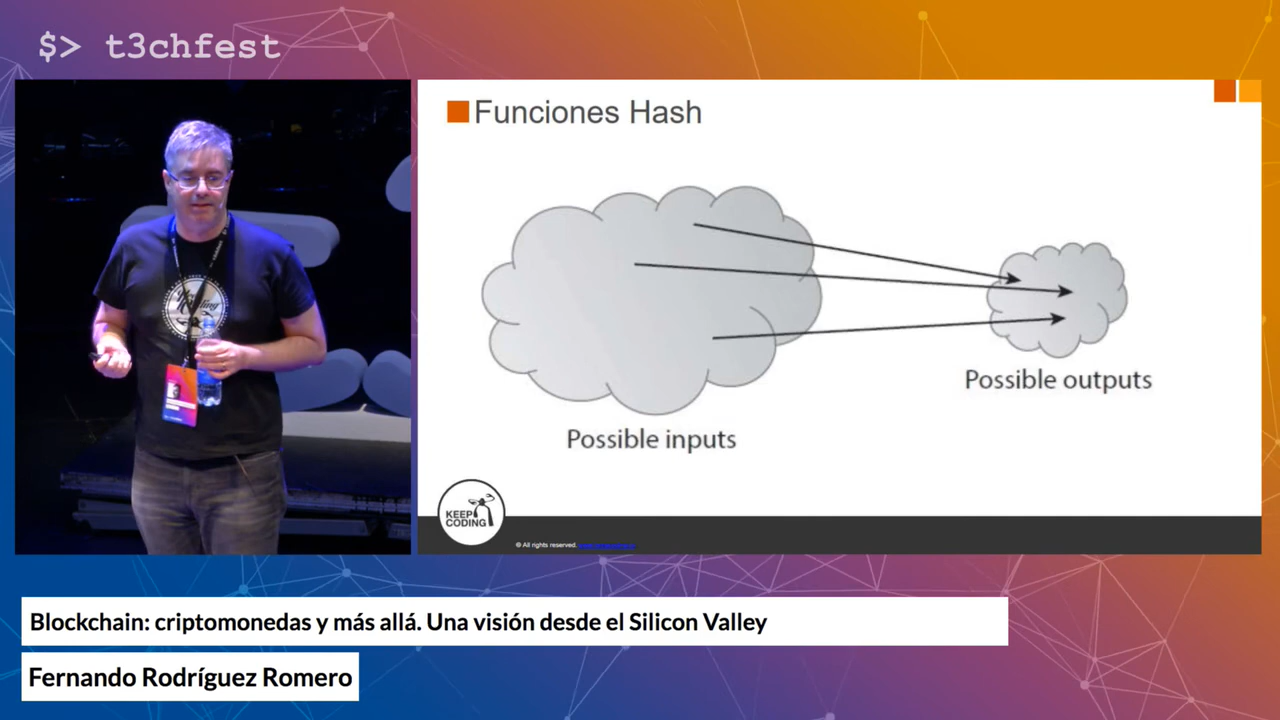 $> t3chfest
Funciones Hash
Possible inputs
Possible outputs
KEEP
CODING
© All rights reserved.
Blockchain: criptomonedas y más allá. Una visión desde el Silicon Valley
Fernando Rodríguez Romero